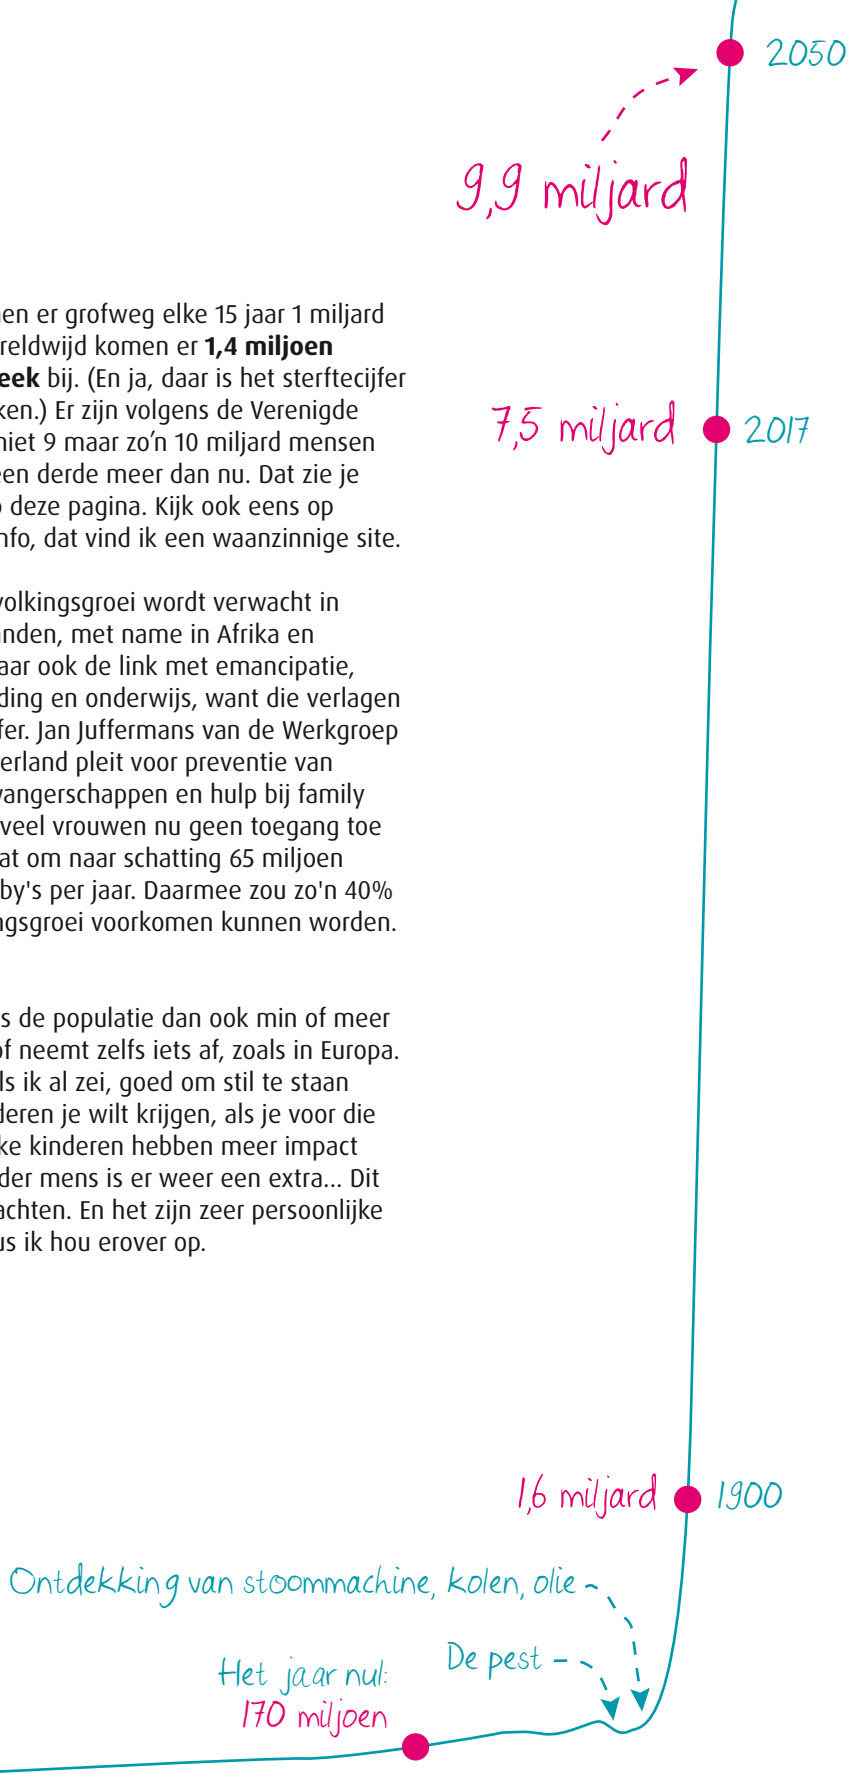 2050
9,9 miljard
en er grofweg elke 15 jaar 1 miljard
reldwijd komen er 1,4 miljoen
eek bij. (En ja, daar is het sterftecijfer
ken.) Er zijn volgens de Verenigde
niet 9 maar zo’n 10 miljard mensen
een derde meer dan nu. Dat zie je
deze pagina. Kijk ook eens op
nfo, dat vind ik een waanzinnige site.
7,5 miljard 2017
volkingsgroei wordt verwacht in
anden, met name in Afrika en
aar ook de link met emancipatie,
ding en onderwijs, want die verlagen
fer. Jan Juffermans van de Werkgroep
erland pleit voor preventie van
vangerschappen en hulp bij family
veel vrouwen nu geen toegang toe
at om naar schatting 65 miljoen
by's per jaar. Daarmee zou zo'n 40%
ngsgroei voorkomen kunnen worden.
s de populatie dan ook min of meer
of neemt zelfs iets af, zoals in Europa.
ls ik al zei, goed om stil te staan
deren je wilt krijgen, als je voor die
ke kinderen hebben meer impact
der mens is er weer een extra... Dit
achten. En het zijn zeer persoonlijke
us ik hou erover op.
1,6 miljard 1900
Ontdekking van stoommachine, kolen, olie
De pest
Het jaar nul:
170 miljoen